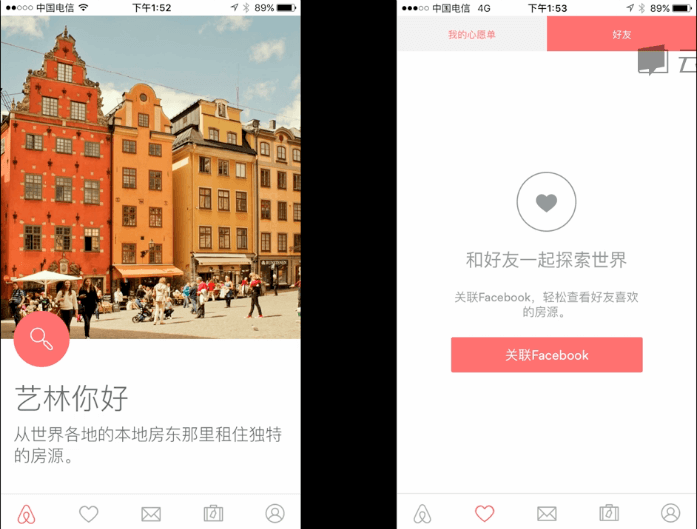 中国电信
下午1:52
89%
艺林你好
从世界各地的本地房东那里租住独特
的房源。
中国电信 4G
下午1:53
89%
我的心愿单
好友
和好友一起探索世界
关联Facebook，轻松查看好友喜欢
的房源。
关联Facebook